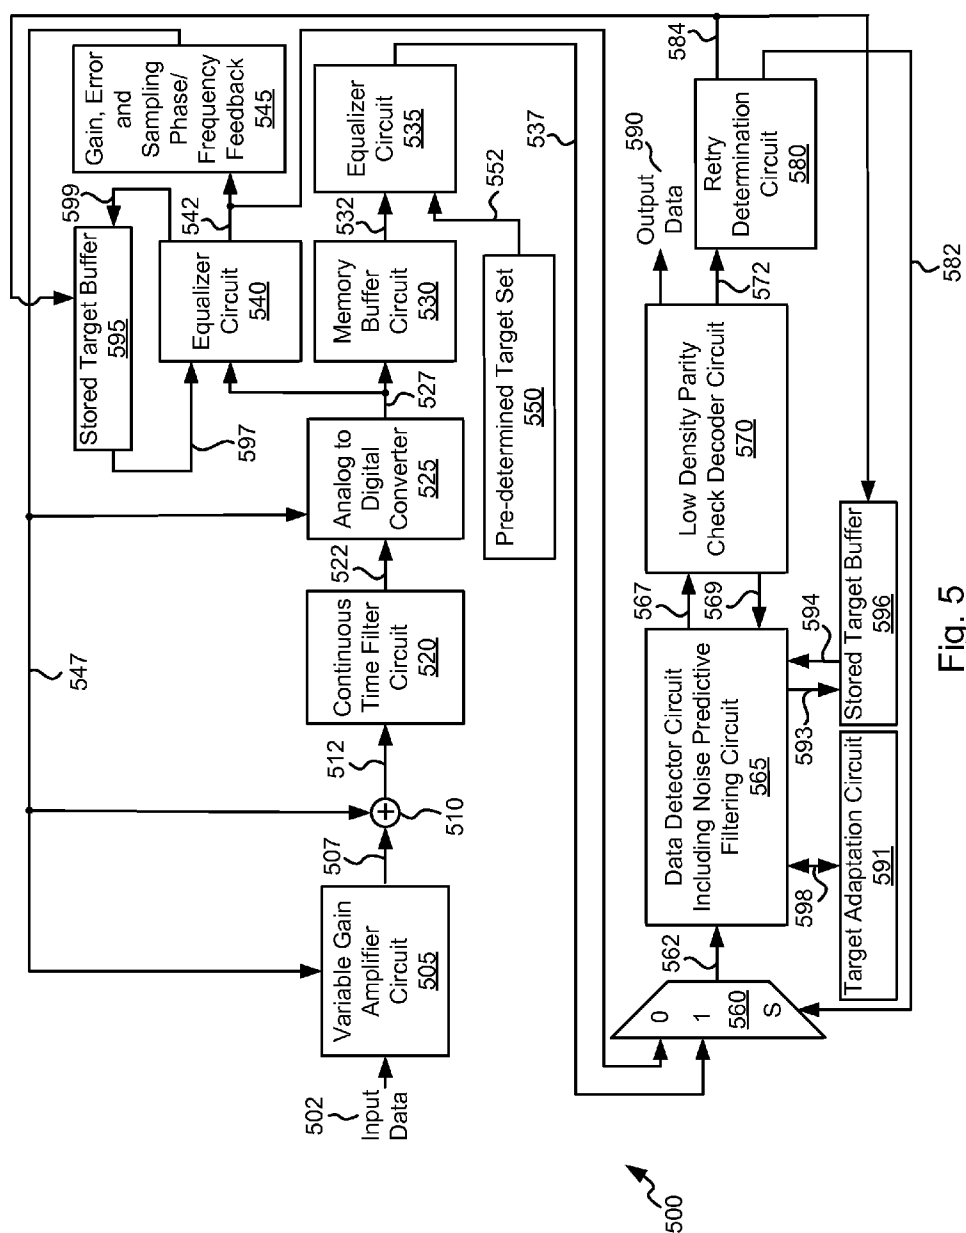 502
Input
Data
Variable Gain
Amplifier
Circuit
505
507
510
512
547
Continuous
Time Filter
Circuit
520
522
Analog to
Digital
Converter
525
527
Memory
Buffer
Circuit
530
532
Equalizer
Circuit
535
537
Pre-determined Target Set
550
552
Equalizer
Circuit
540
542
Stored Target Buffer
595
597
599
Gain, Error
and
Sampling
Phase/
Frequency
Feedback
545
0
1
560
S
562
Data Detector Circuit
Including Noise Predictive
Filtering Circuit
565
567
569
Low Density Parity
Check Decoder Circuit
570
572
Output
Data
590
Retry
Determination
Circuit
580
584
582
Target Adaptation Circuit
591
598
593
594
Stored Target Buffer
596
500
Fig. 5